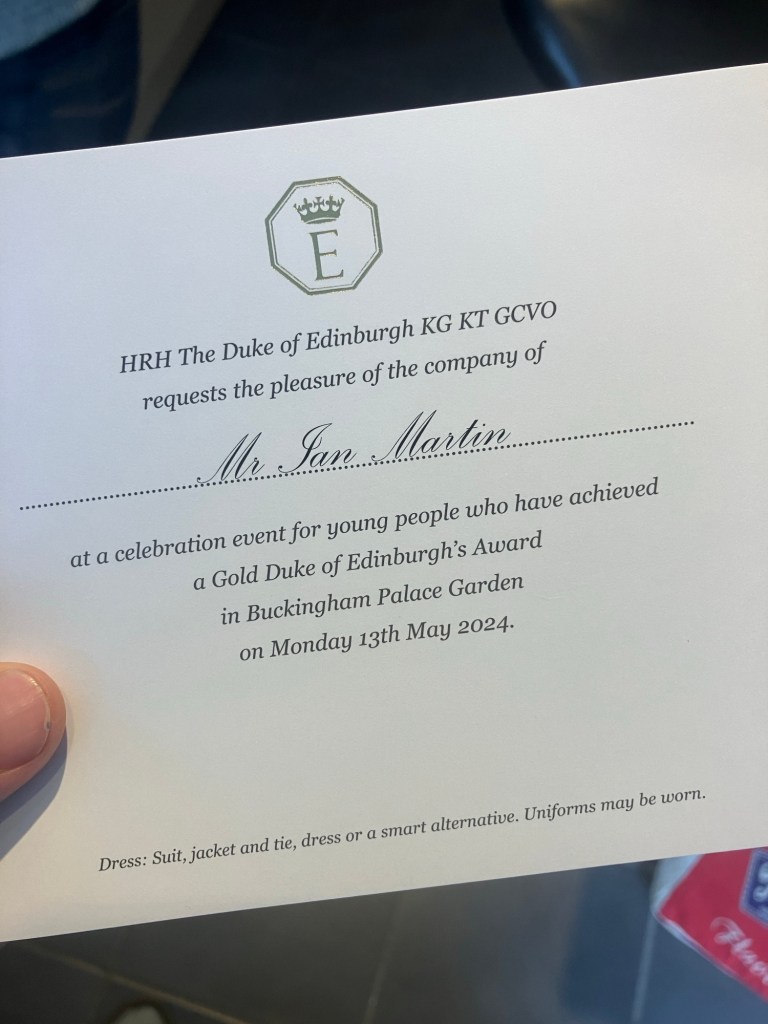 E
HRH The Duke of Edinburgh KG KT GCVO
requests the pleasure of the company of
Mr Ian Martin
at a celebration event for young people who have achieved
a Gold Duke of Edinburgh's Award
in Buckingham Palace Garden
on Monday 13th May 2024.
Dress: Suit, jacket and tie, dress or a smart alternative. Uniforms may be worn.